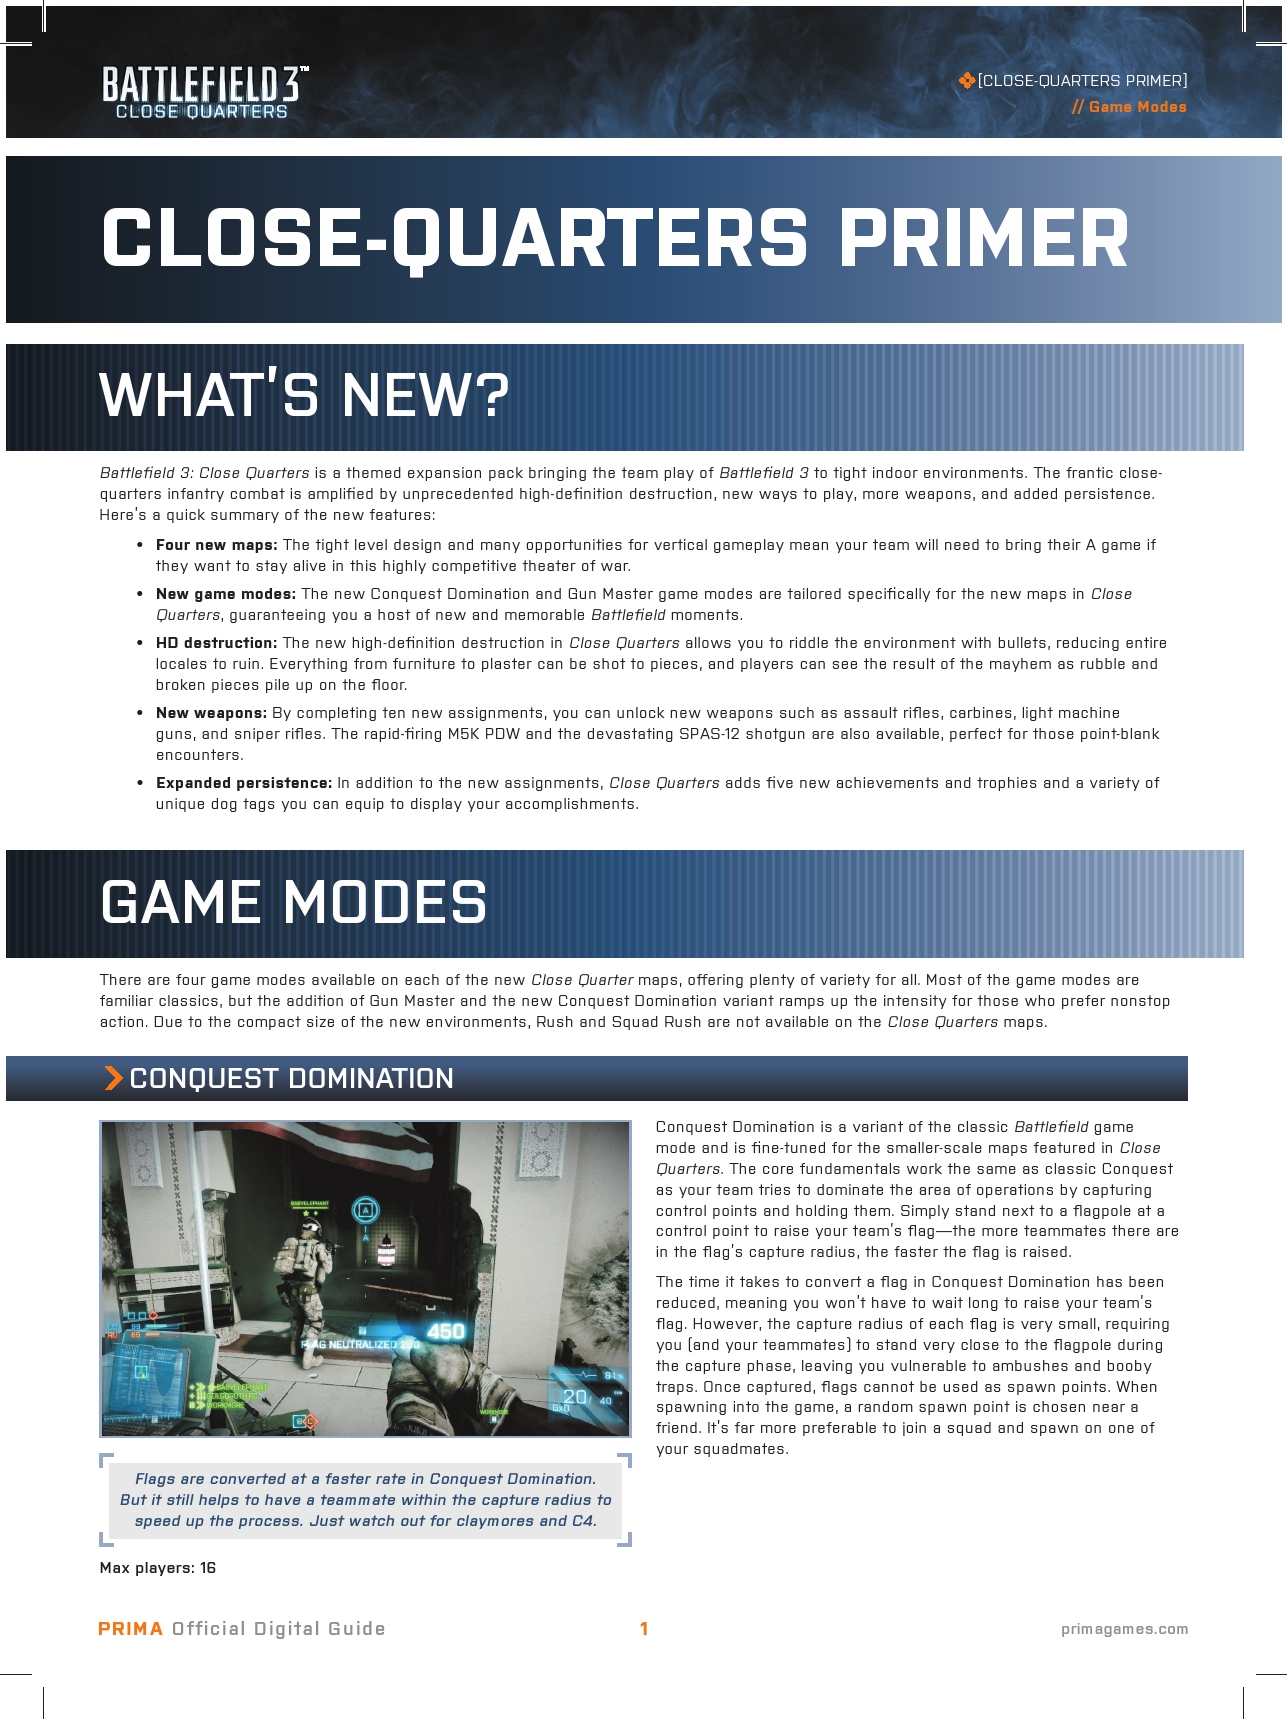 BATTLEFIELD 3™
CLOSE QUARTERS
[CLOSE-QUARTERS PRIMER]
// Game Modes
CLOSE-QUARTERS PRIMER
WHAT'S NEW?
Battlefield 3: Close Quarters is a themed expansion pack bringing the team play of Battlefield 3 to tight indoor environments. The frantic close-
quarters infantry combat is amplified by unprecedented high-definition destruction, new ways to play, more weapons, and added persistence.
Here's a quick summary of the new features:
• Four new maps: The tight level design and many opportunities for vertical gameplay mean your team will need to bring their A game if
they want to stay alive in this highly competitive theater of war.
• New game modes: The new Conquest Domination and Gun Master game modes are tailored specifically for the new maps in Close
Quarters, guaranteeing you a host of new and memorable Battlefield moments.
• HD destruction: The new high-definition destruction in Close Quarters allows you to riddle the environment with bullets, reducing entire
locales to ruin. Everything from furniture to plaster can be shot to pieces, and players can see the result of the mayhem as rubble and
broken pieces pile up on the floor.
• New weapons: By completing ten new assignments, you can unlock new weapons such as assault rifles, carbines, light machine
guns, and sniper rifles. The rapid-firing M5K PDW and the devastating SPAS-12 shotgun are also available, perfect for those point-blank
encounters.
• Expanded persistence: In addition to the new assignments, Close Quarters adds five new achievements and trophies and a variety of
unique dog tags you can equip to display your accomplishments.
GAME MODES
There are four game modes available on each of the new Close Quarter maps, offering plenty of variety for all. Most of the game modes are
familiar classics, but the addition of Gun Master and the new Conquest Domination variant ramps up the intensity for those who prefer nonstop
action. Due to the compact size of the new environments, Rush and Squad Rush are not available on the Close Quarters maps.
CONQUEST DOMINATION
BABYELEPHANT
A
A
450
FLAG NEUTRALIZED 200
20/ 40
B C
Flags are converted at a faster rate in Conquest Domination.
But it still helps to have a teammate within the capture radius to
speed up the process. Just watch out for claymores and C4.
Max players: 16
Conquest Domination is a variant of the classic Battlefield game
mode and is fine-tuned for the smaller-scale maps featured in Close
Quarters. The core fundamentals work the same as classic Conquest
as your team tries to dominate the area of operations by capturing
control points and holding them. Simply stand next to a flagpole at a
control point to raise your team's flag—the more teammates there are
in the flag's capture radius, the faster the flag is raised.
The time it takes to convert a flag in Conquest Domination has been
reduced, meaning you won't have to wait long to raise your team's
flag. However, the capture radius of each flag is very small, requiring
you (and your teammates) to stand very close to the flagpole during
the capture phase, leaving you vulnerable to ambushes and booby
traps. Once captured, flags cannot be used as spawn points. When
spawning into the game, a random spawn point is chosen near a
friend. It's far more preferable to join a squad and spawn on one of
your squadmates.
PRIMA Official Digital Guide
1
primagames.com